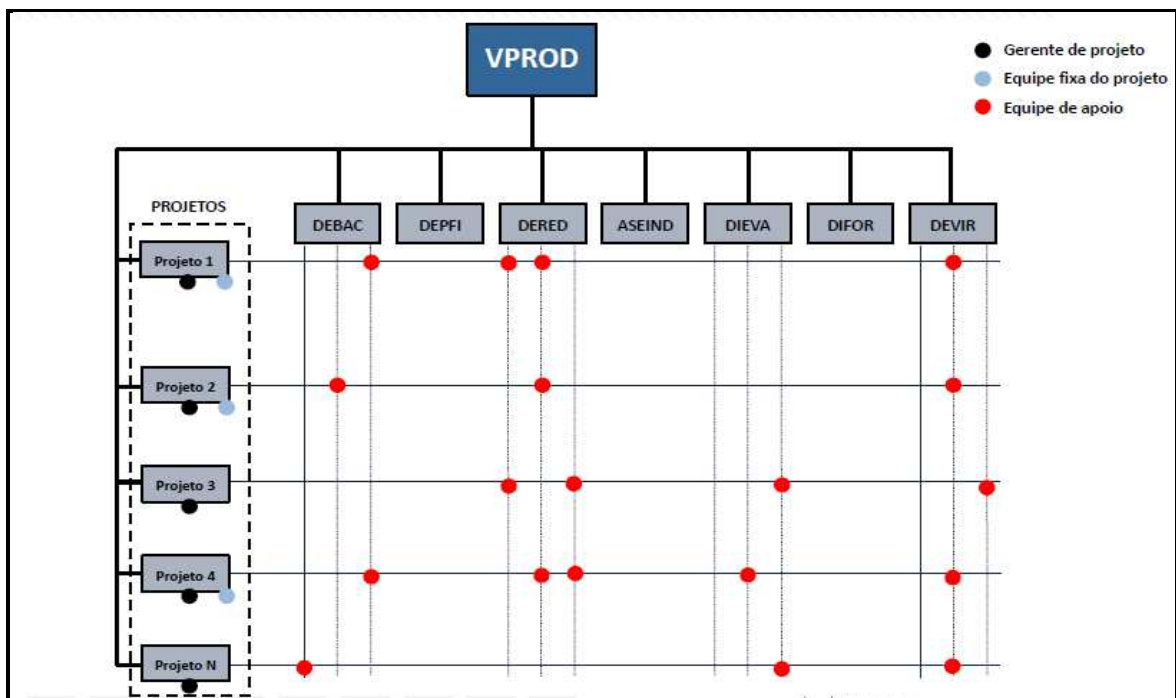 VPROD
Gerente de projeto
Equipe fixa do projeto
Equipe de apoio
PROJETOS
DEBAC
DEPFI
DERED
ASEIND
DIEVA
DIFOR
DEVIR
Projeto 1
Projeto 2
Projeto 3
Projeto 4
Projeto N